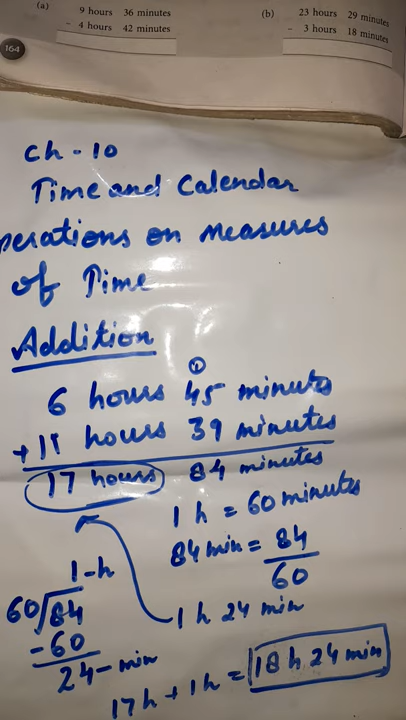 (a) 9 hours 36 minutes
- 4 hours 42 minutes
(b) 23 hours 29 minutes
- 3 hours 18 minutes
164
Ch - 10
Time and Calendar
perations on Measures
of Time
Addition
1
6 hours 45 minutes
+ 11 hours 39 minutes
17 hours 84 minutes
1 h = 60 minutes
84 min = 84
60
1 h 24 min
1-h
60 84
-60
24-min
17h + 1h = 18 h 24 min